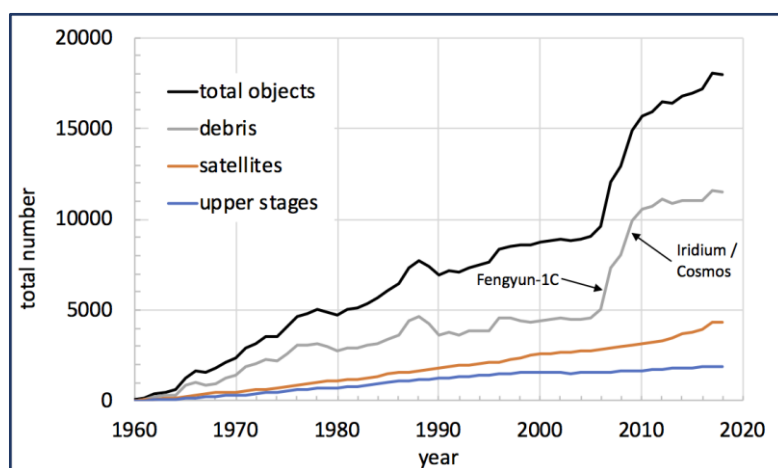 20000
15000
10000
5000
0
total number
total objects
debris
satellites
upper stages
Fengyun-1C
Iridium /
Cosmos
1960 1970 1980 1990 2000 2010 2020
year